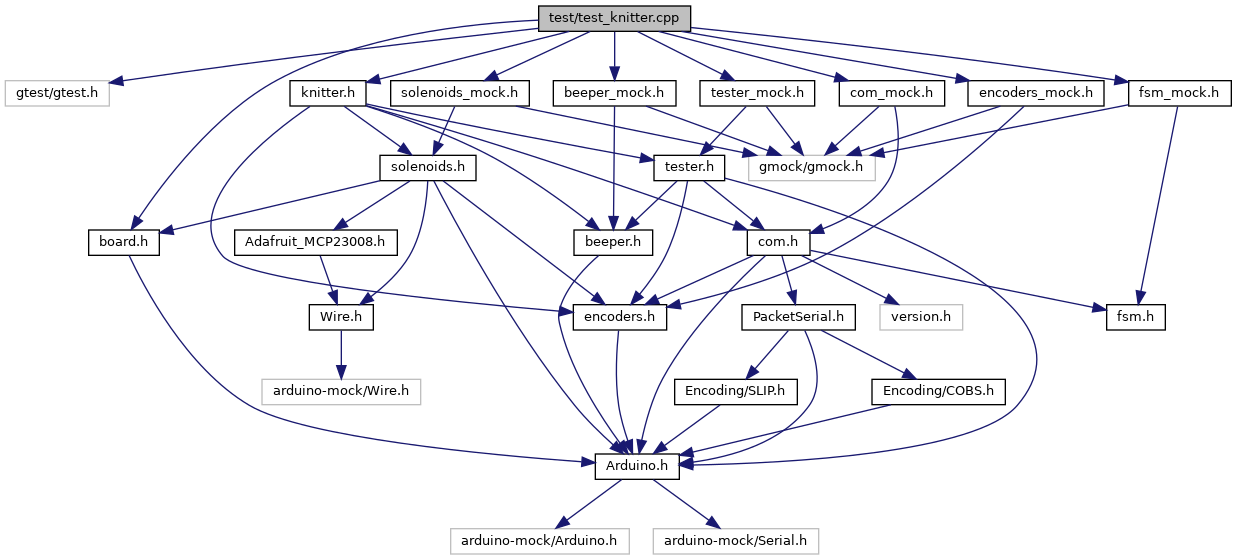 test/test_knitter.cpp
gtest/gtest.h
knitter.h
solenoids_mock.h
beeper_mock.h
tester_mock.h
com_mock.h
encoders_mock.h
fsm_mock.h
solenoids.h
tester.h
gmock/gmock.h
board.h
Adafruit_MCP23008.h
beeper.h
com.h
Wire.h
encoders.h
PacketSerial.h
version.h
fsm.h
arduino-mock/Wire.h
Encoding/SLIP.h
Encoding/COBS.h
Arduino.h
arduino-mock/Arduino.h
arduino-mock/Serial.h